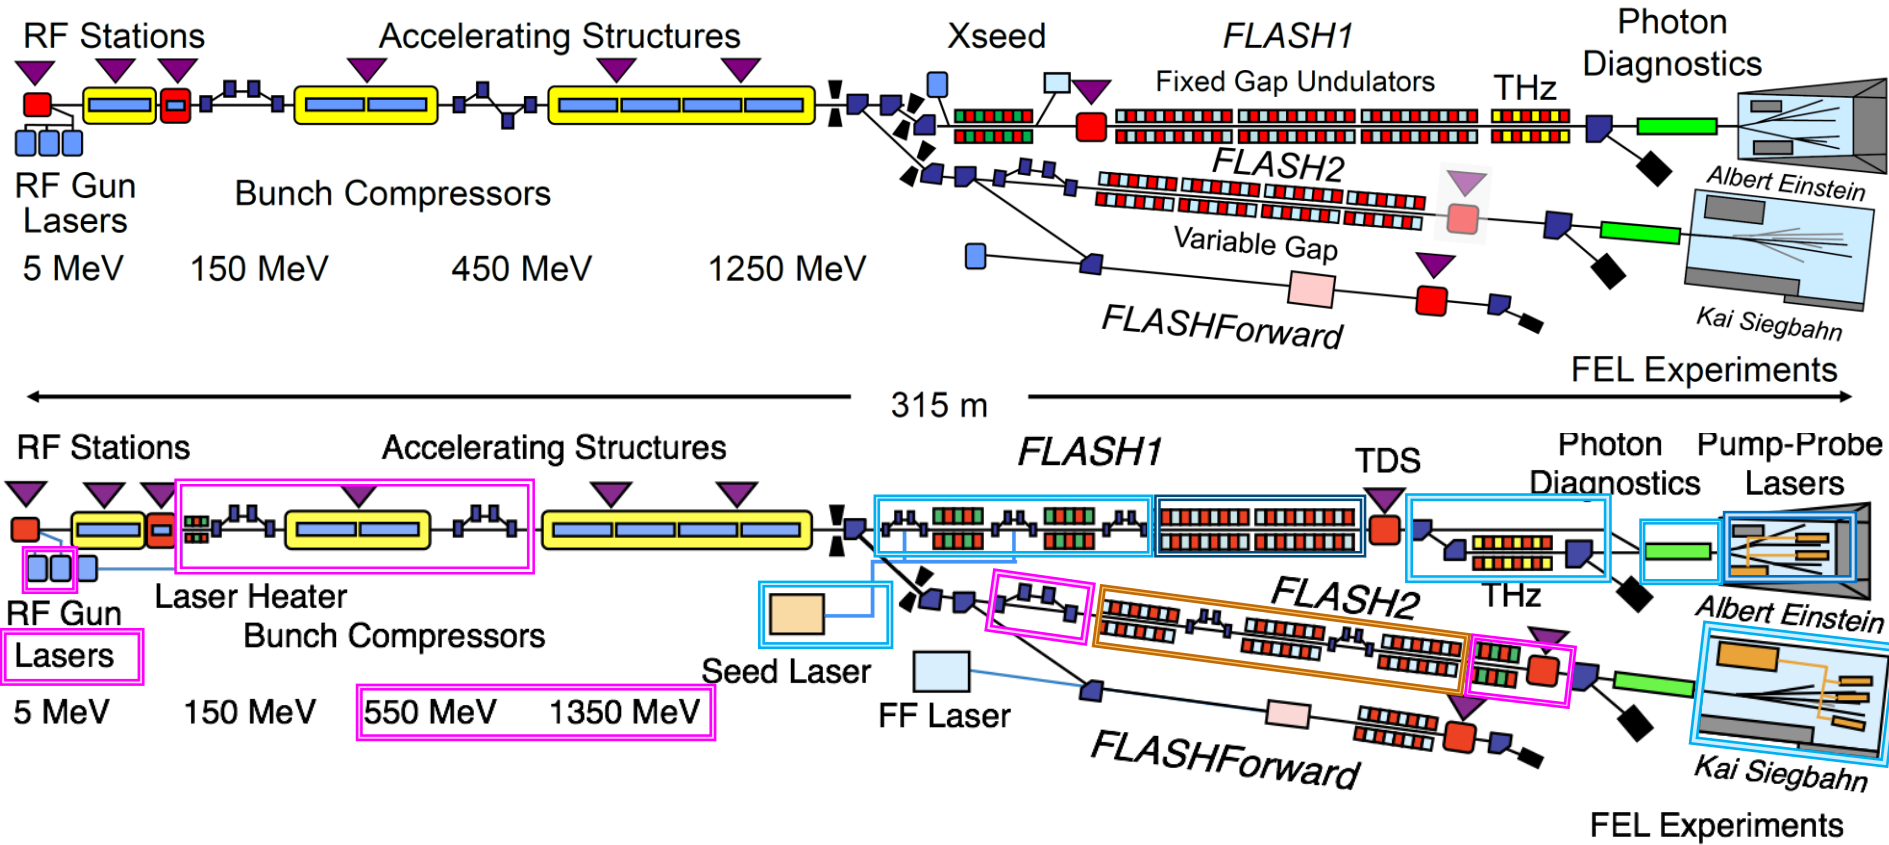 RF Stations
Accelerating Structures
Xseed
FLASH1
Photon
Diagnostics
Fixed Gap Undulators
THz
FLASH2
Albert Einstein
RF Gun
Lasers
Bunch Compressors
Variable Gap
5 MeV
150 MeV
450 MeV
1250 MeV
FLASHForward
Kai Siegbahn
FEL Experiments
315 m
RF Stations
Accelerating Structures
FLASH1
TDS
Photon
Diagnostics
Pump-Probe
Lasers
RF Gun
Lasers
Laser Heater
Bunch Compressors
FLASH2
THz
Albert Einstein
Seed Laser
5 MeV
150 MeV
550 MeV
1350 MeV
FF Laser
FLASHForward
Kai Siegbahn
FEL Experiments